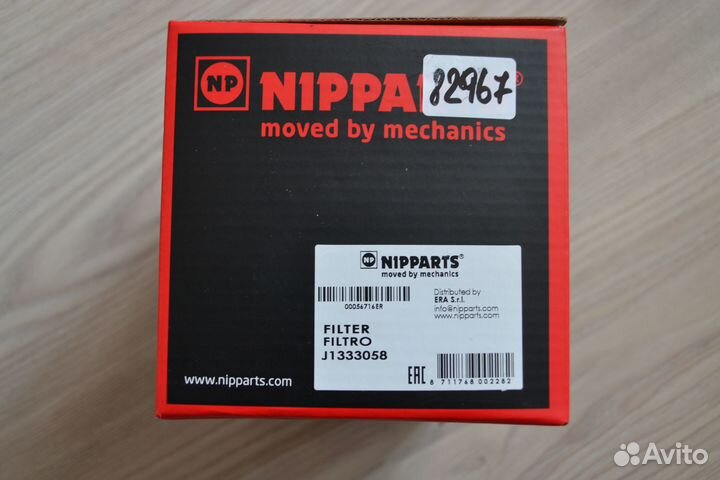 NP NIPPA
82967
moved by mechanics
NP NIPPARTS®
moved by mechanics
00056716ER
Distributed by
ERA S.r.l.
info@nipparts.com
www.nipparts.com
FILTER
FILTRO
J1333058
EAC
8 711768 002282
www.nipparts.com
Avito